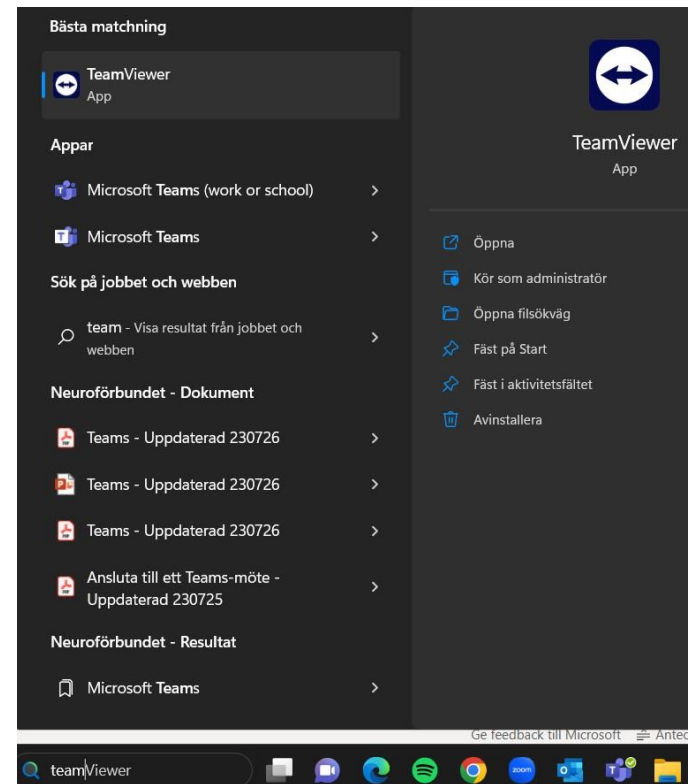 Bästa matchning
TeamViewer
App
Appar
Microsoft Teams (work or school)
Microsoft Teams
Sök på jobbet och webben
team - Visa resultat från jobbet och
webben
Neuroförbundet - Dokument
Teams - Uppdaterad 230726
Teams - Uppdaterad 230726
Teams - Uppdaterad 230726
Ansluta till ett Teams-möte -
Uppdaterad 230725
Neuroförbundet - Resultat
Microsoft Teams
TeamViewer
App
Öppna
Kör som administratör
Öppna filsökväg
Fäst på Start
Fäst i aktivitetsfältet
Avinstallera
Ge feedback till Microsoft
teamViewer
zoom